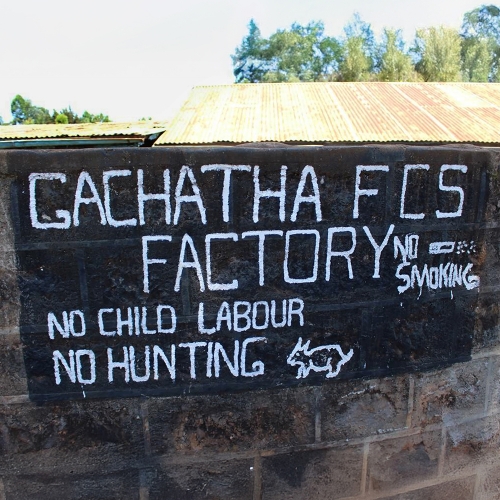 GACHATHA FCS
FACTORY
NO
SMOKING
NO CHILD LABOUR
NO HUNTING